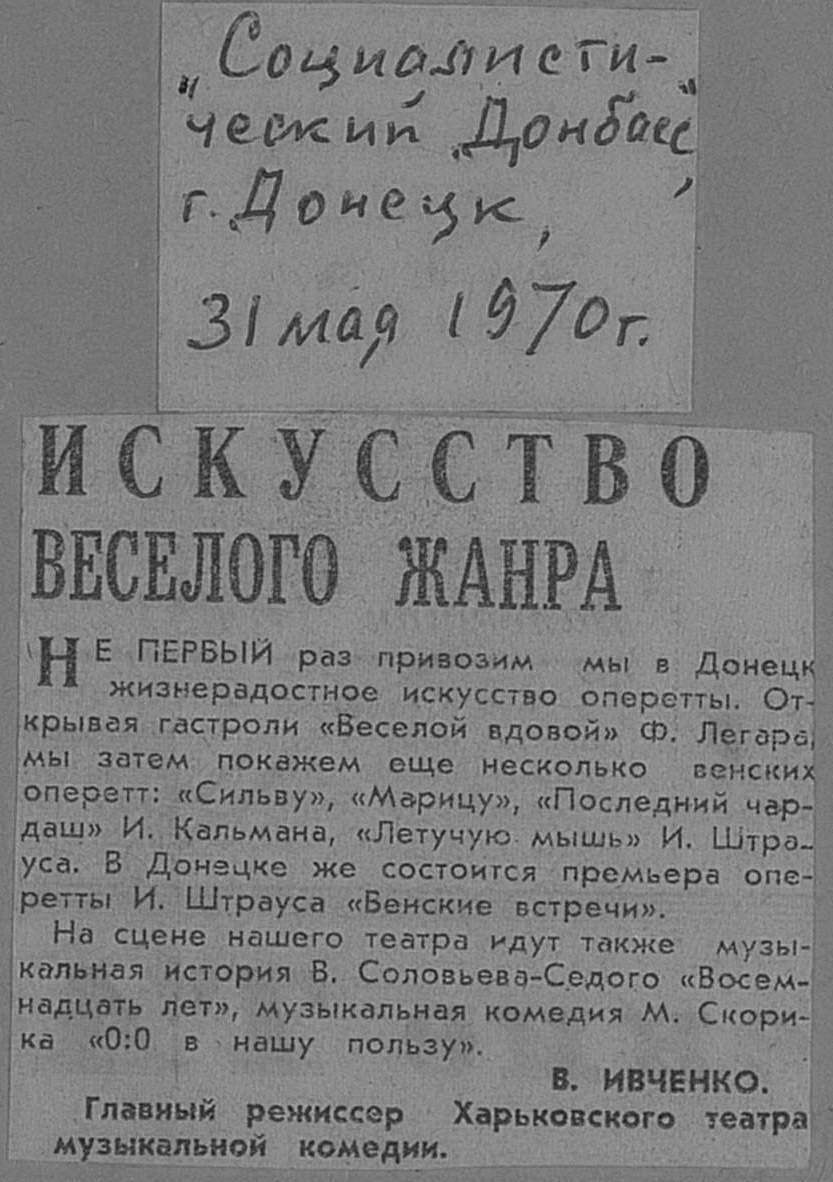 „Социалисти-
ческий Донбасс“,
г. Донецк,
31 мая 1970 г.
ИСКУССТВО
ВЕСЕЛОГО ЖАНРА
НЕ ПЕРВЫЙ раз привозим мы в Донецк
жизнерадостное искусство оперетты. От-
крывая гастроли «Веселой вдовой» Ф. Легара,
мы затем покажем еще несколько венских
оперетт: «Сильву», «Марицу», «Последний чар-
даш» И. Кальмана, «Летучую мышь» И. Штра-
уса. В Донецке же состоится премьера опе-
ретты И. Штрауса «Венские встречи».
На сцене нашего театра идут также музы-
кальная история В. Соловьева-Седого «Восем-
надцать лет», музыкальная комедия М. Скори-
ка «0:0 в нашу пользу».
В. ИВЧЕНКО.
Главный режиссер Харьковского театра
музыкальной комедии.